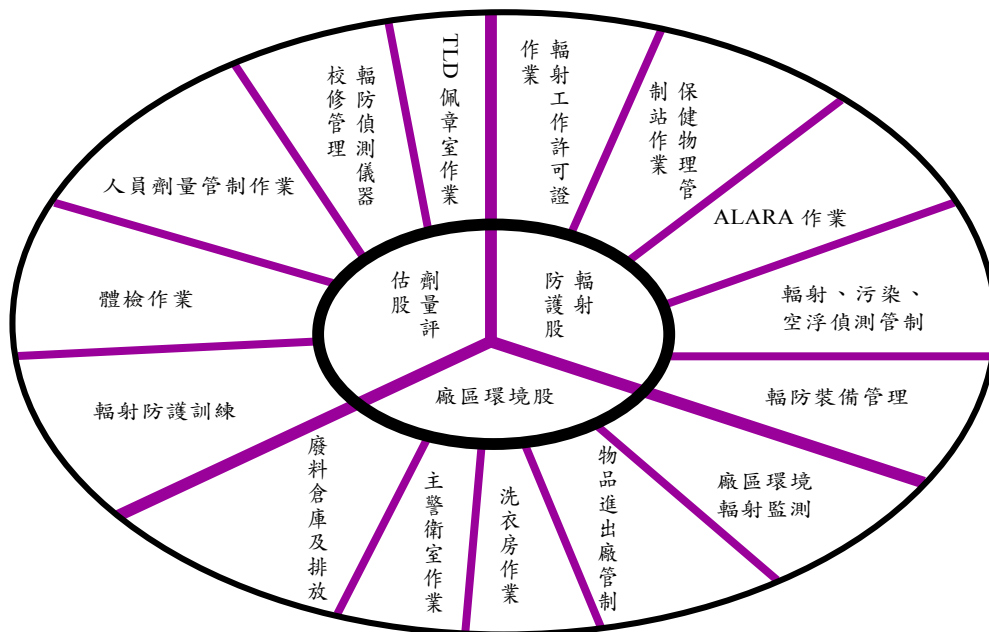 輻射
防護股
輻射工作許可證
作業
保健物理管
制站作業
ALARA 作業
輻射、污染、
空浮偵測管制
輻防裝備管理
廠區環境股
廠區環境
輻射監測
物品進出廠管制
洗衣房作業
主警衛室作業
廢料倉庫及排放
劑量評
估股
輻射防護訓練
體檢作業
人員劑量管制作業
輻防偵測儀器
校修管理
TLD 佩章室作業